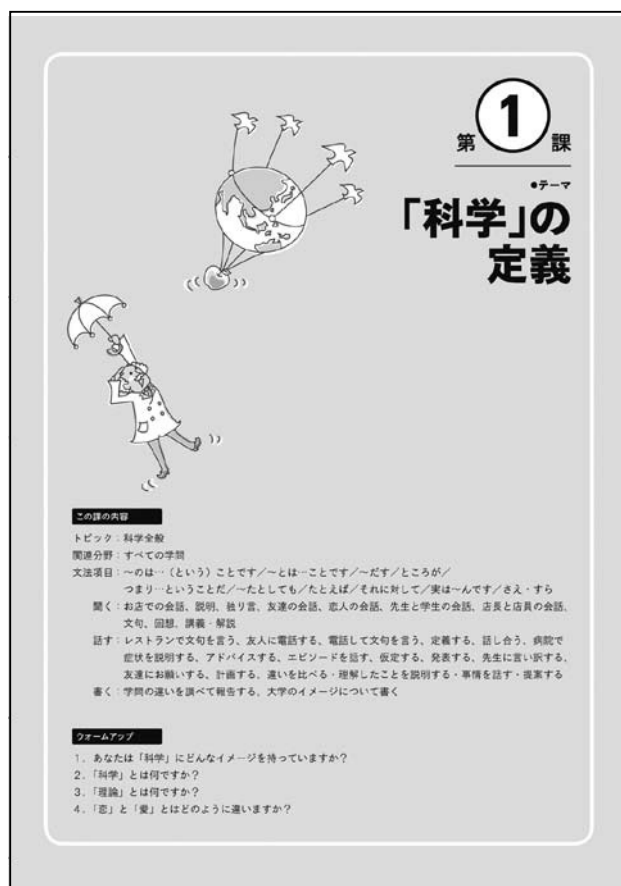 第1課
●テーマ
「科学」の
定義
この課の内容
トピック：科学全般
関連分野：すべての学問
文法項目：〜のは…（という）ことです／〜とは…ことです／〜だす／ところが／
つまり…ということだ／〜たとしても／たとえば／それに対して／実は〜んです／さえ・すら
聞く：お店での会話、説明、独り言、友達の会話、恋人の会話、先生と学生の会話、店長と店員の会話、
文句、回想、講義・解説
話す：レストランで文句を言う、友人に電話する、電話して文句を言う、定義する、話し合う、病院で
症状を説明する、アドバイスする、エピソードを話す、仮定する、発表する、先生に言い訳する、
友達にお願いする、計画する、違いを比べる・理解したことを説明する・事情を話す・提案する
書く：学問の違いを調べて報告する、大学のイメージについて書く
ウォームアップ
1．あなたは「科学」にどんなイメージを持っていますか？
2．「科学」とは何ですか？
3．「理論」とは何ですか？
4．「恋」と「愛」とはどのように違いますか？